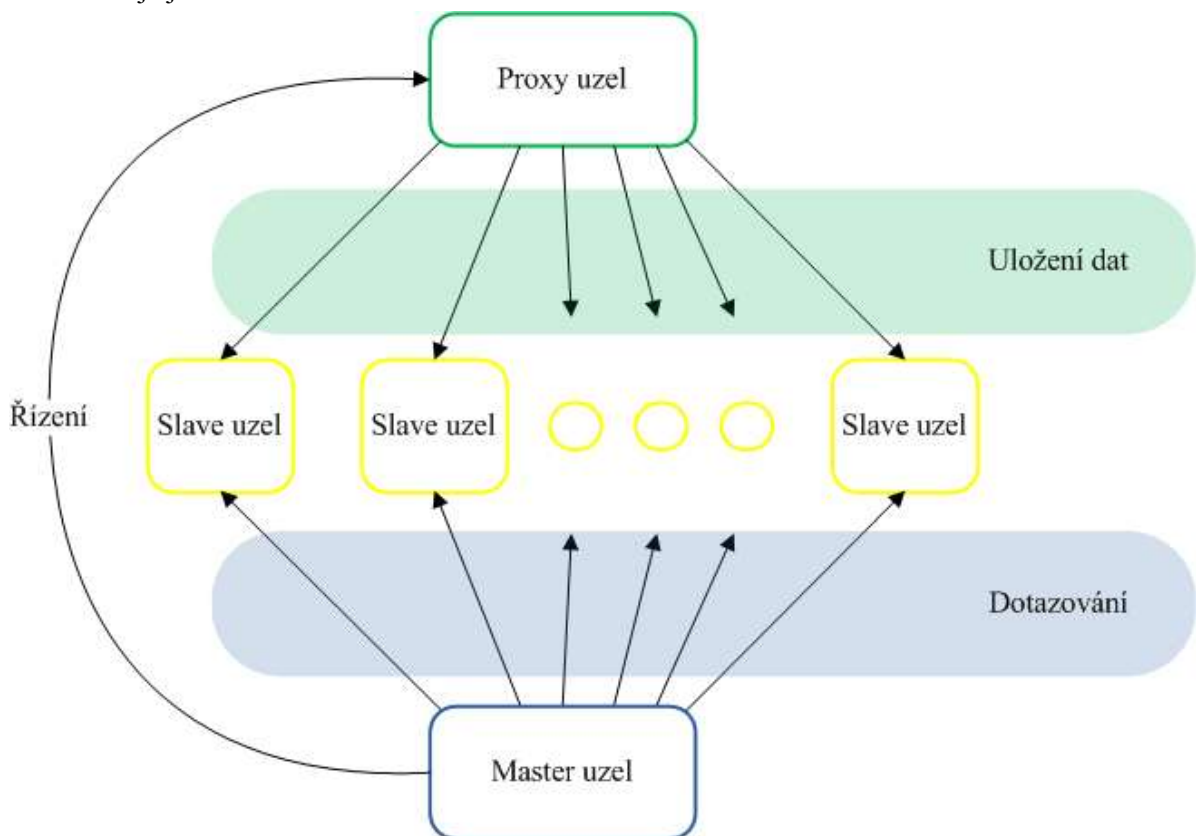 Proxy uzel
Uložení dat
Řízení
Slave uzel
Slave uzel
Slave uzel
Dotazování
Master uzel